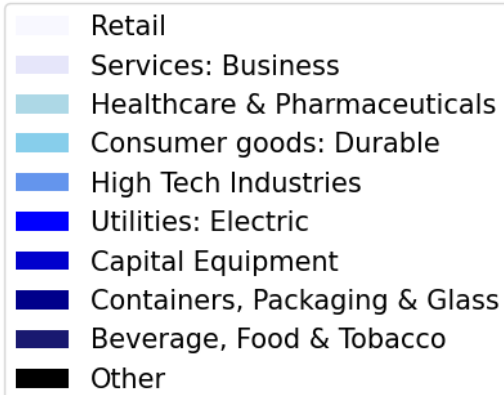 Retail
Services: Business
Healthcare & Pharmaceuticals
Consumer goods: Durable
High Tech Industries
Utilities: Electric
Capital Equipment
Containers, Packaging & Glass
Beverage, Food & Tobacco
Other